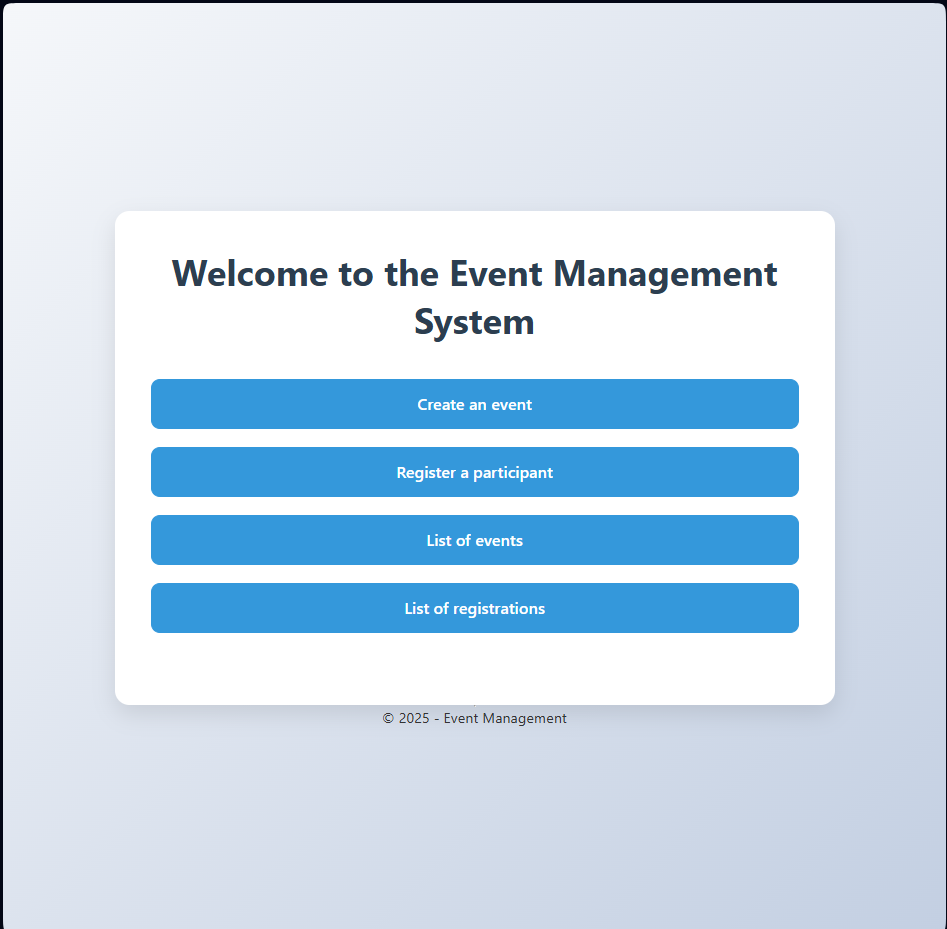 Welcome to the Event Management
System
Create an event
Register a participant
List of events
List of registrations
© 2025 - Event Management